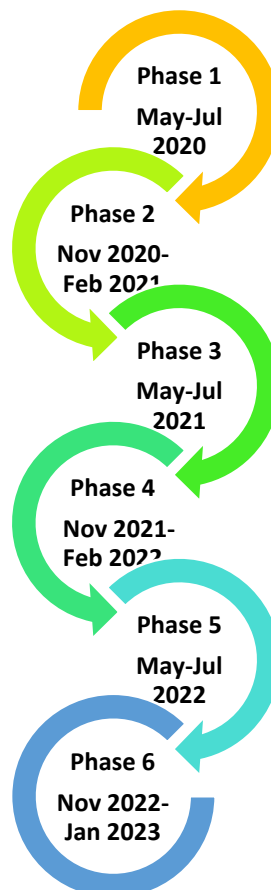 Phase 1
May-Jul
2020
Phase 2
Nov 2020-
Feb 2021
Phase 3
May-Jul
2021
Phase 4
Nov 2021-
Feb 2022
Phase 5
May-Jul
2022
Phase 6
Nov 2022-
Jan 2023